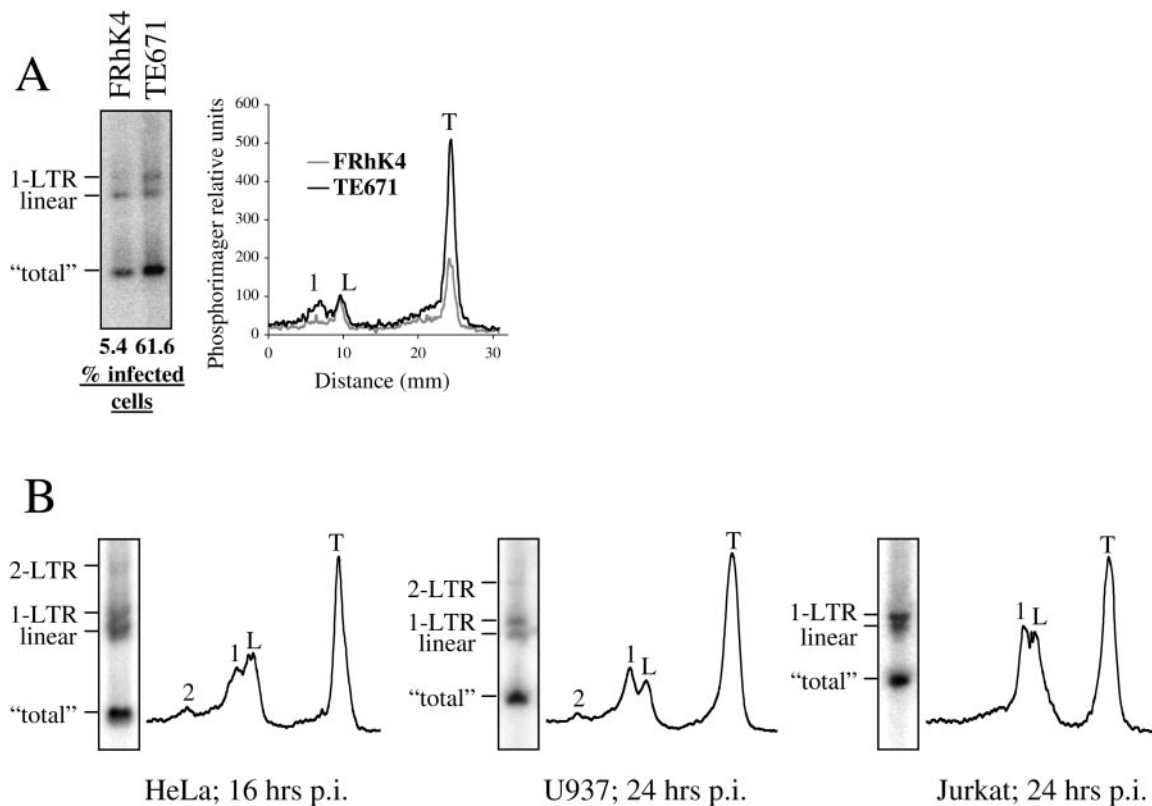 A
FRhK4
TE671
1-LTR
linear
“total”
5.4 61.6
% infected
cells
Phosphorimager relative units
600
500
400
300
200
100
0
FRhK4
TE671
1
L
T
0 10 20 30
Distance (mm)
B
2-LTR
1-LTR
linear
“total”
2
1
L
T
HeLa; 16 hrs p.i.
2-LTR
1-LTR
linear
“total”
2
1
L
T
U937; 24 hrs p.i.
1-LTR
linear
“total”
1
L
T
Jurkat; 24 hrs p.i.